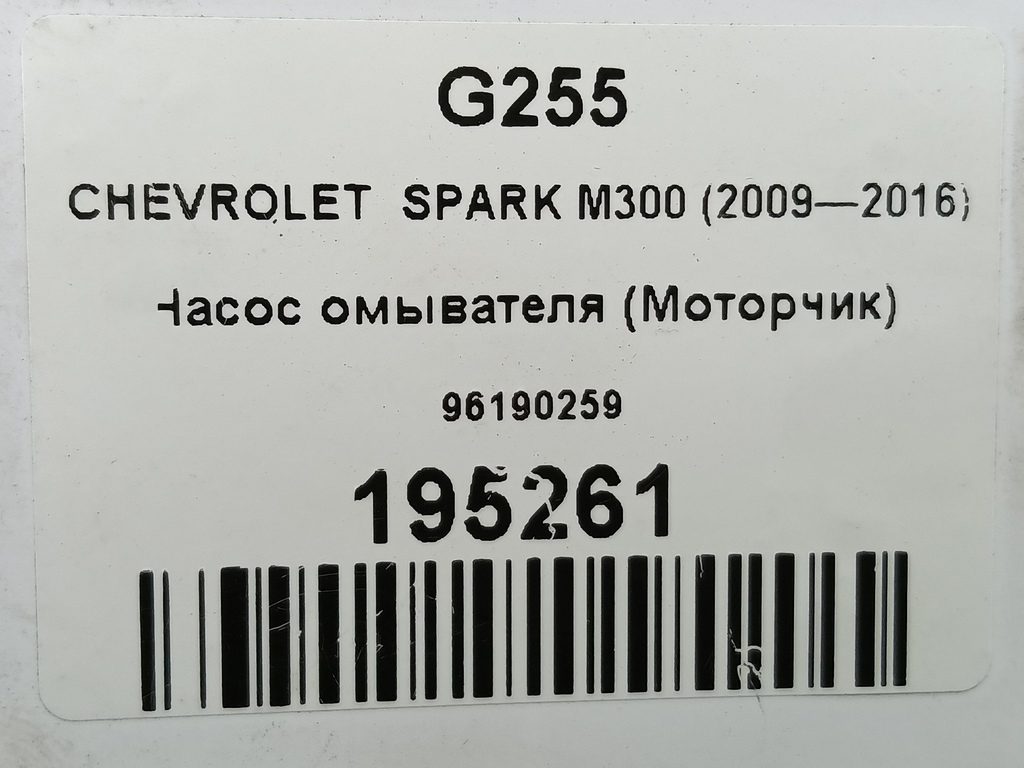 G255
CHEVROLET SPARK M300 (2009—2016)
Насос омывателя (Моторчик)
96190259
195261